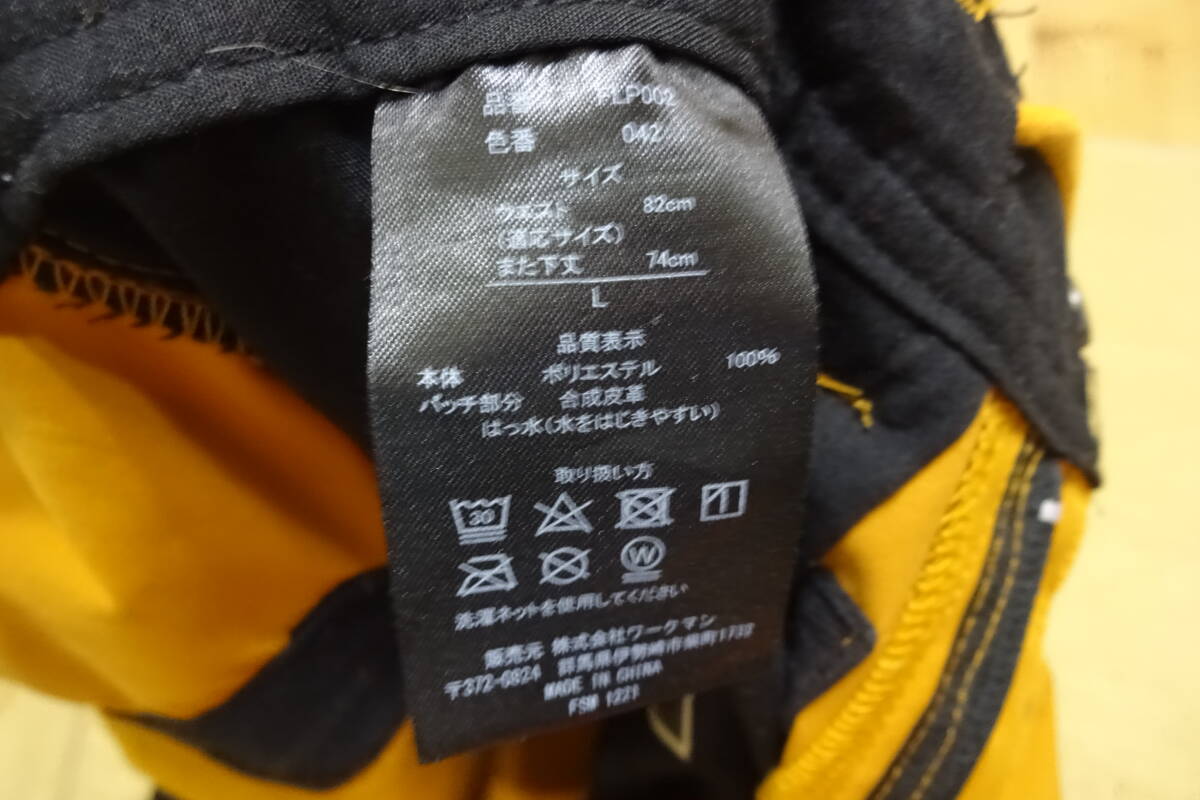 品番 FLP002
色番 042
サイズ
ウエスト 82cm
(適応サイズ)
また下丈 74cm
L
品質表示
本体 ポリエステル 100%
パッチ部分 合成皮革
はっ水(水をはじきやすい)
取り扱い方
30
W
洗濯ネットを使用してください
販売元 株式会社ワークマン
〒372-0824 群馬県伊勢崎市柴町1732
MADE IN CHINA
FSM 1221